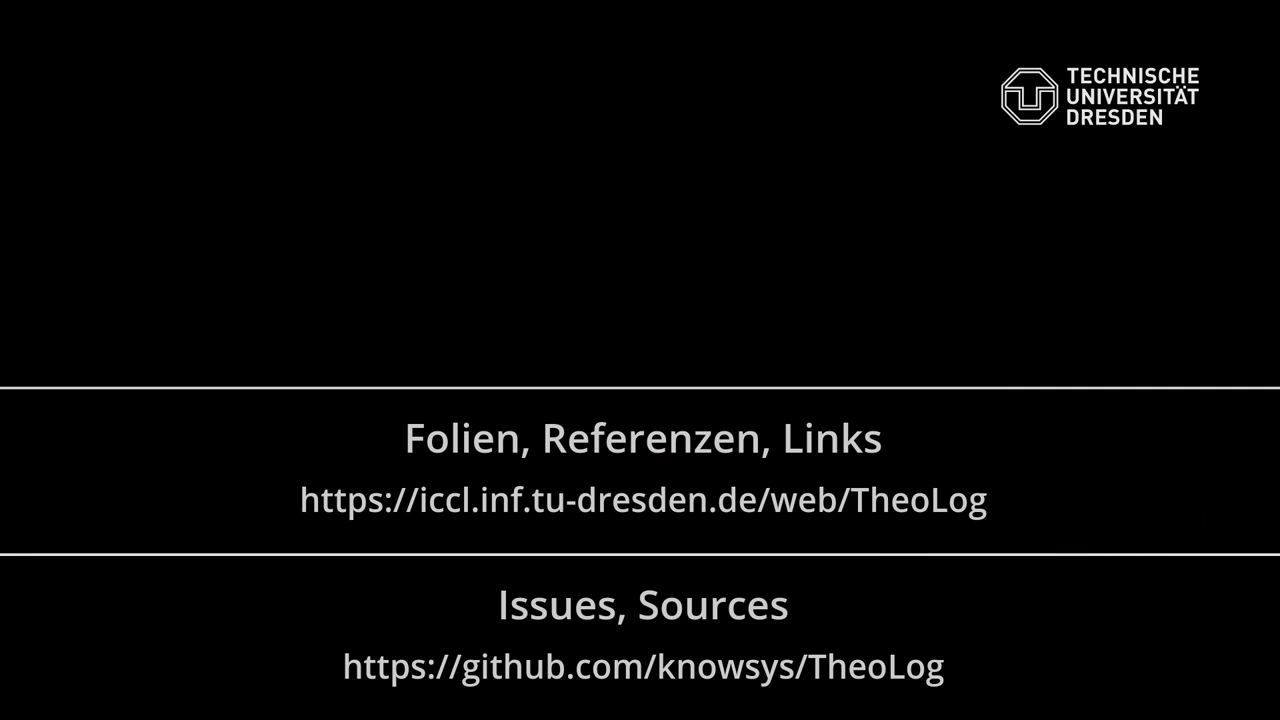 TECHNISCHE
UNIVERSITÄT
DRESDEN
Folien, Referenzen, Links
https://iccl.inf.tu-dresden.de/web/TheoLog
Issues, Sources
https://github.com/knowsys/TheoLog